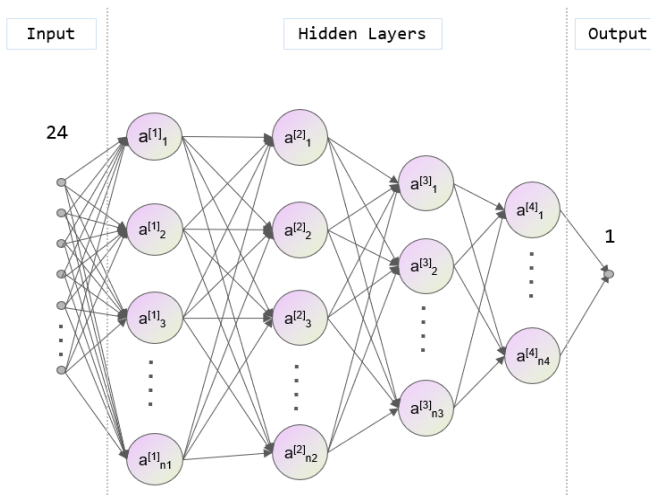 Input
Hidden Layers
Output
24
1
a[1]1
a[1]2
a[1]3
a[1]n1
a[2]1
a[2]2
a[2]3
a[2]n2
a[3]1
a[3]2
a[3]n3
a[4]1
a[4]n4